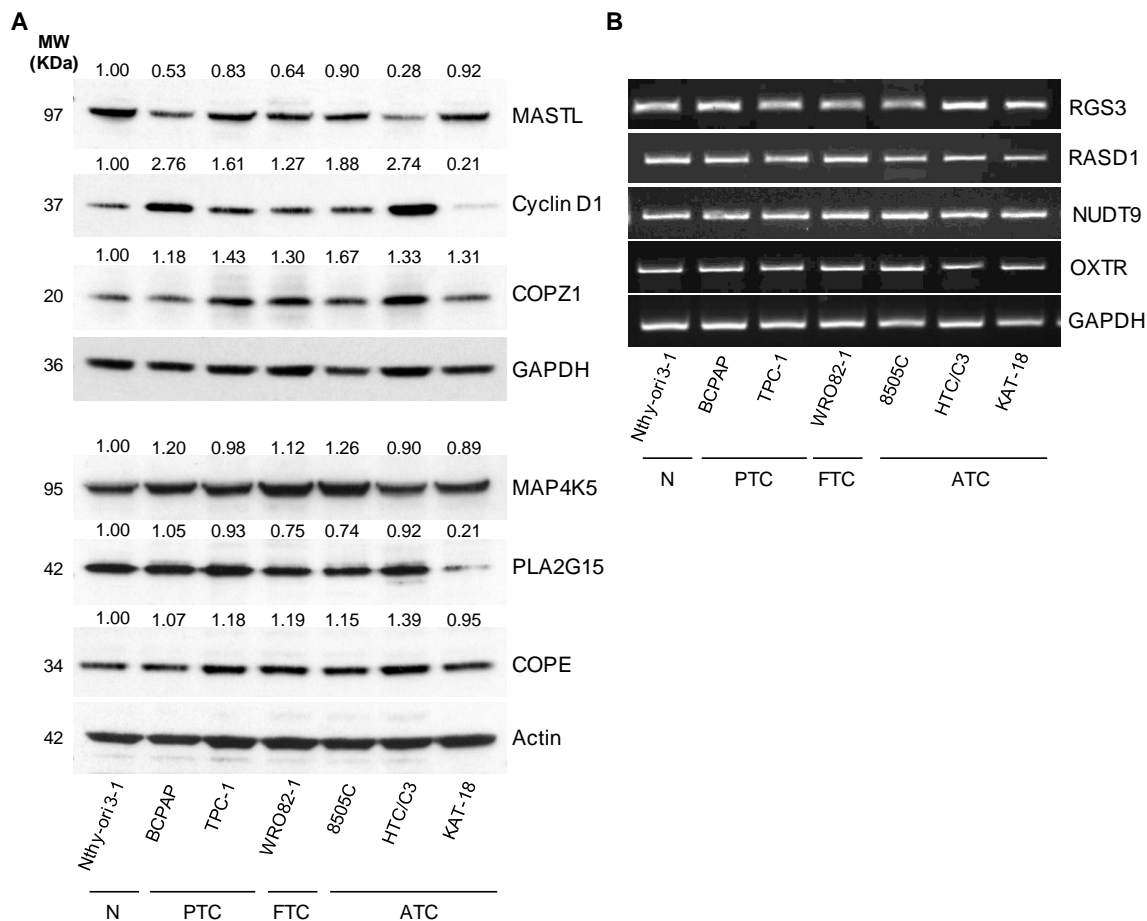 A
MW
(KDa)
1.00 0.53 0.83 0.64 0.90 0.28 0.92
97 MASTL
1.00 2.76 1.61 1.27 1.88 2.74 0.21
37 Cyclin D1
1.00 1.18 1.43 1.30 1.67 1.33 1.31
20 COPZ1
36 GAPDH
1.00 1.20 0.98 1.12 1.26 0.90 0.89
95 MAP4K5
1.00 1.05 0.93 0.75 0.74 0.92 0.21
42 PLA2G15
1.00 1.07 1.18 1.19 1.15 1.39 0.95
34 COPE
42 Actin
Nthy-ori 3-1 BCPAP TPC-1 WRO82-1 8505C HTC/C3 KAT-18
N PTC FTC ATC
B
RGS3
RASD1
NUDT9
OXTR
GAPDH
Nthy-ori 3-1 BCPAP TPC-1 WRO82-1 8505C HTC/C3 KAT-18
N PTC FTC ATC